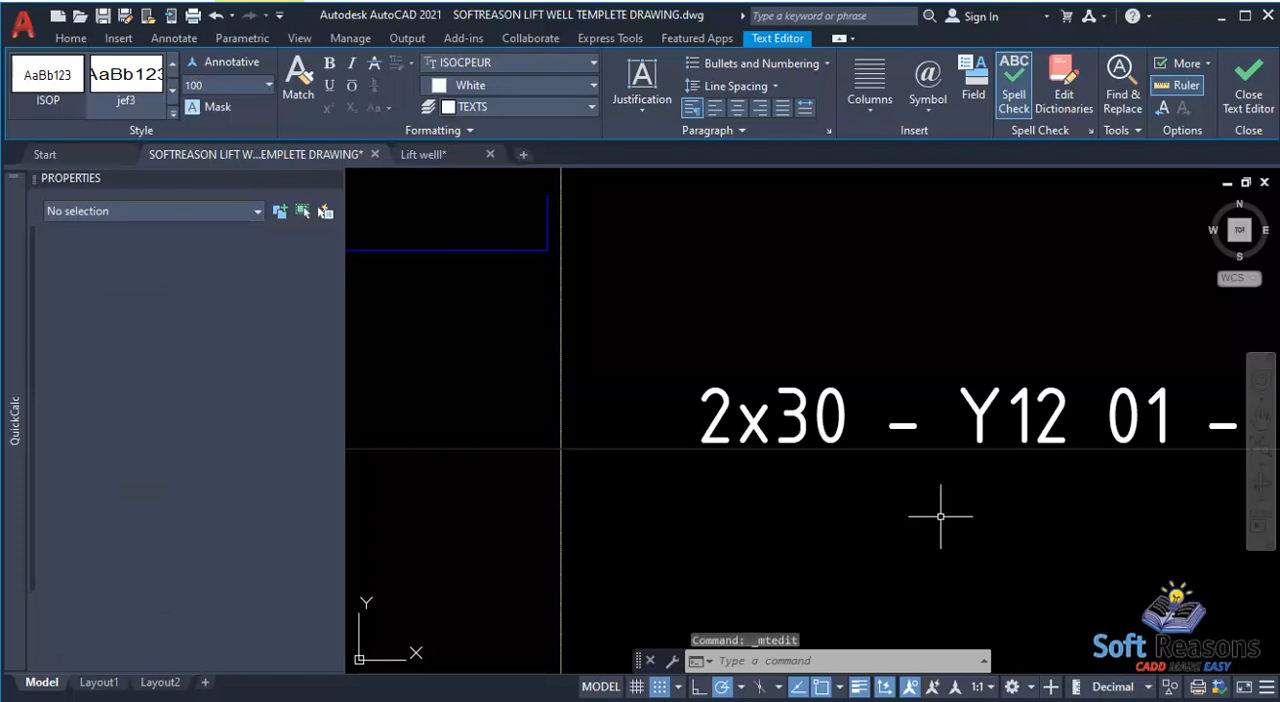 Autodesk AutoCAD 2021 SOFTREASON LIFT WELL TEMPLETE DRAWING.dwg Type a keyword or phrase Sign In
Home Insert Annotate Parametric View Manage Output Add-ins Collaborate Express Tools Featured Apps Text Editor
AaBb123 AaBb123 Annotative Match B I A ISOCPEUR Justification Bullets and Numbering Columns Symbol Field ABC Spell Check Edit Dictionaries Find & Replace More Close Text Editor
100 U O White Line Spacing Ruler
ISOP jef3 Mask TEXTS
Style Formatting Paragraph Insert Spell Check Tools Options Close
Start SOFTREASON LIFT W...EMPLETE DRAWING* Lift well*
PROPERTIES
No selection
N
W TOP E
S
WCS
QuickCalc
2x30 - Y12 01 -
Y
X
Command: _mtedit
Type a command
Soft Reasons
CADD MADE EASY
Model Layout1 Layout2 MODEL 1:1 Decimal